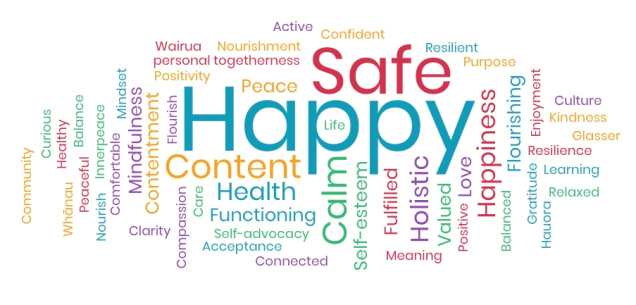 Active
Confident
Wairua
Nourishment
Resilient
personal togetherness
Safe
Purpose
Positivity
Peace
Mindset
Happy
Life
Flourish
Flourishing
Enjoyment
Culture
Kindness
Glasser
Resilience
Learning
Relaxed
Curious
Healthy
Balance
Innerpeace
Comfortable
Mindfulness
Contentment
Content
Happiness
Community
Whānau
Peaceful
Nourish
Clarity
Compassion
Care
Health
Functioning
Self-advocacy
Acceptance
Connected
Calm
Self-esteem
Fulfilled
Holistic
Valued
Love
Positive
Balanced
Gratitude
Hauora
Meaning